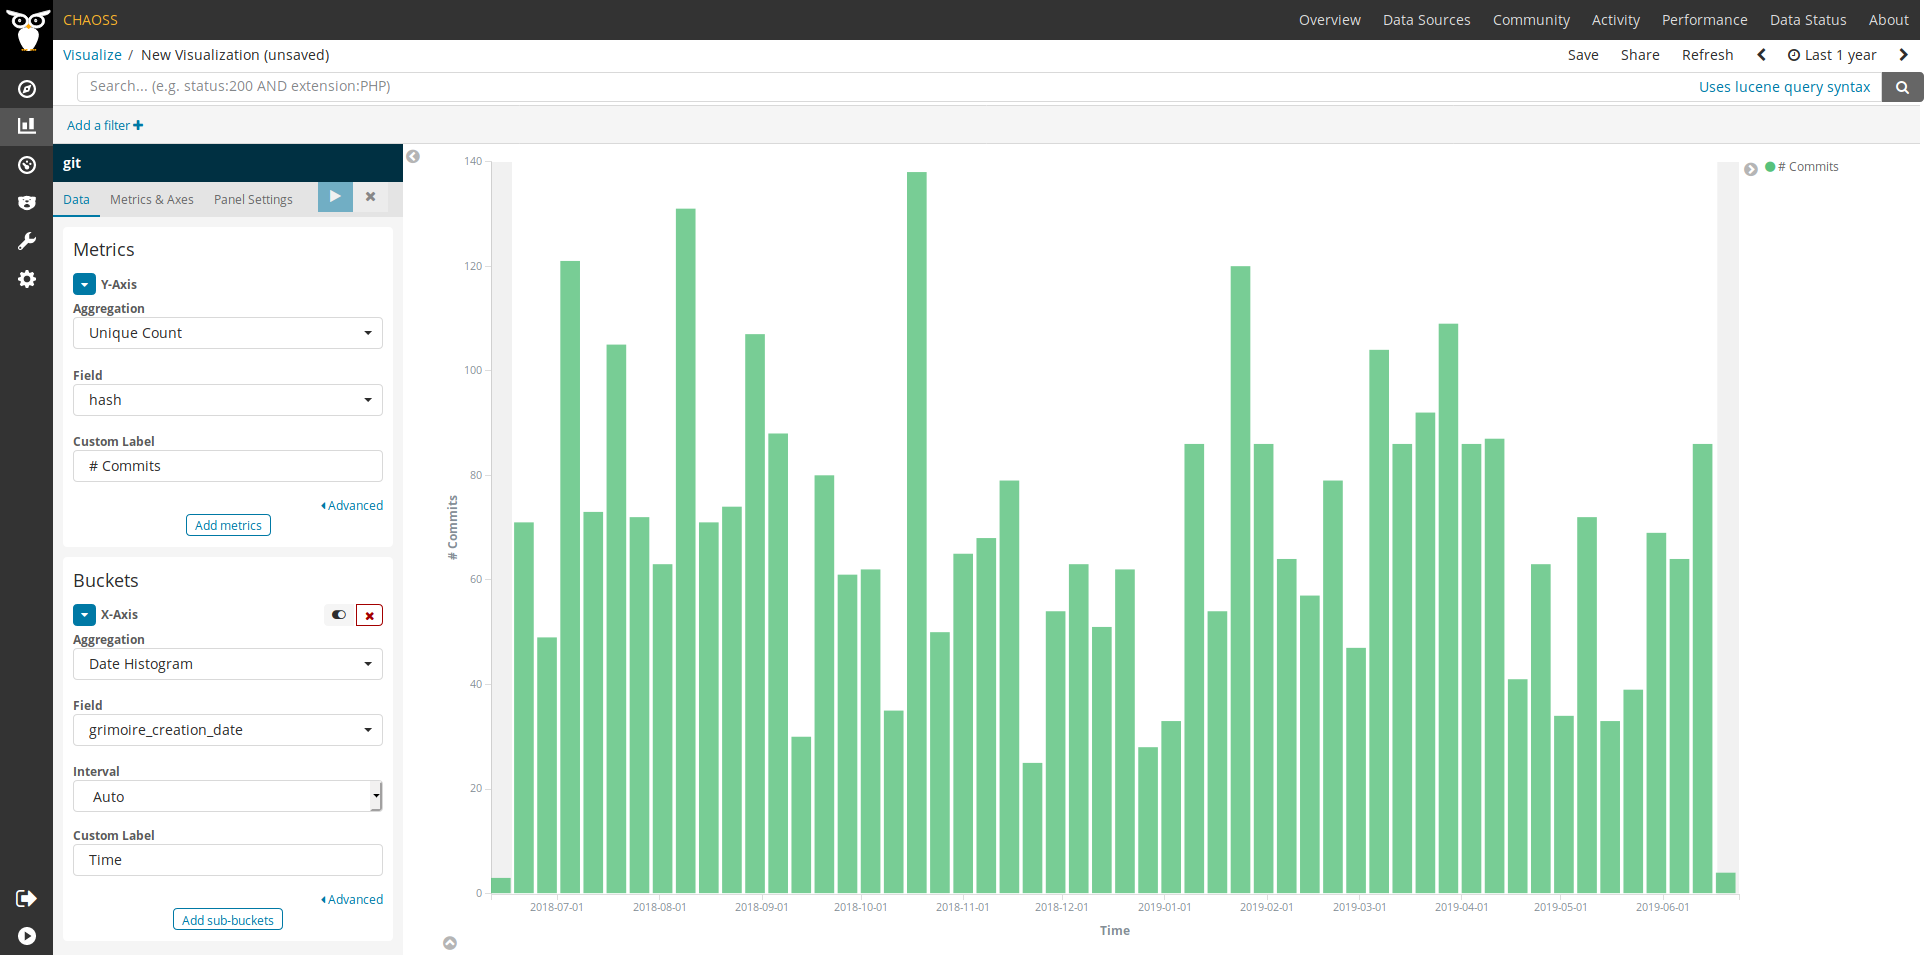 CHAOSS
Overview Data Sources Community Activity Performance Data Status About
Visualize / New Visualization (unsaved)
Save Share Refresh Last 1 year
Search... (e.g. status:200 AND extension:PHP)
Uses lucene query syntax
Add a filter
git
Data Metrics & Axes Panel Settings
Metrics
Y-Axis
Aggregation
Unique Count
Field
hash
Custom Label
# Commits
Advanced
Add metrics
Buckets
X-Axis
Aggregation
Date Histogram
Field
grimoire_creation_date
Interval
Auto
Custom Label
Time
Advanced
Add sub-buckets
# Commits
140
120
100
80
60
40
20
0
# Commits
2018-07-01 2018-08-01 2018-09-01 2018-10-01 2018-11-01 2018-12-01 2019-01-01 2019-02-01 2019-03-01 2019-04-01 2019-05-01 2019-06-01
Time